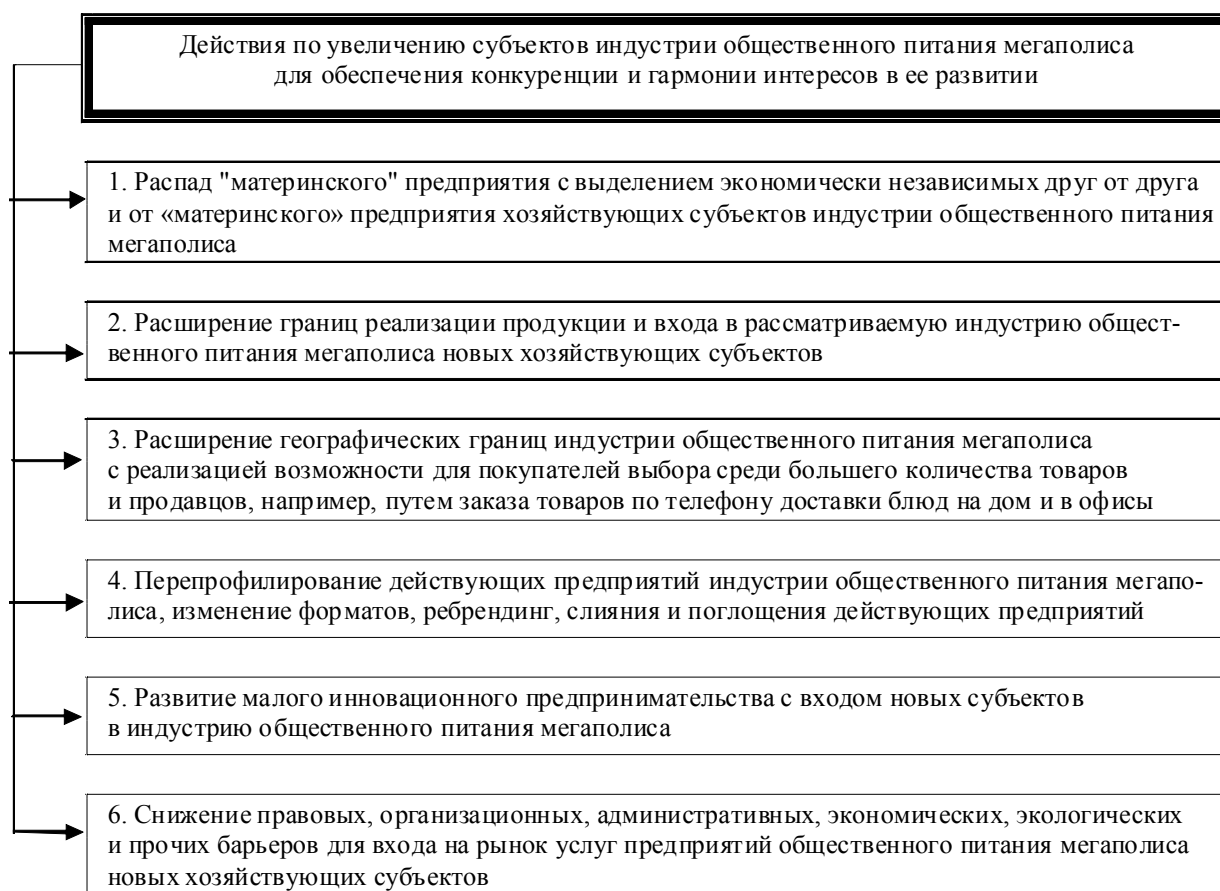 Действия по увеличению субъектов индустрии общественного питания мегаполиса
для обеспечения конкуренции и гармонии интересов в ее развитии
1. Распад "материнского" предприятия с выделением экономически независимых друг от друга
и от «материнского» предприятия хозяйствующих субъектов индустрии общественного питания
мегаполиса
2. Расширение границ реализации продукции и входа в рассматриваемую индустрию общест-
венного питания мегаполиса новых хозяйствующих субъектов
3. Расширение географических границ индустрии общественного питания мегаполиса
с реализацией возможности для покупателей выбора среди большего количества товаров
и продавцов, например, путем заказа товаров по телефону доставки блюд на дом и в офисы
4. Перепрофилирование действующих предприятий индустрии общественного питания мегапо-
лиса, изменение форматов, ребрендинг, слияния и поглощения действующих предприятий
5. Развитие малого инновационного предпринимательства с входом новых субъектов
в индустрию общественного питания мегаполиса
6. Снижение правовых, организационных, административных, экономических, экологических
и прочих барьеров для входа на рынок услуг предприятий общественного питания мегаполиса
новых хозяйствующих субъектов